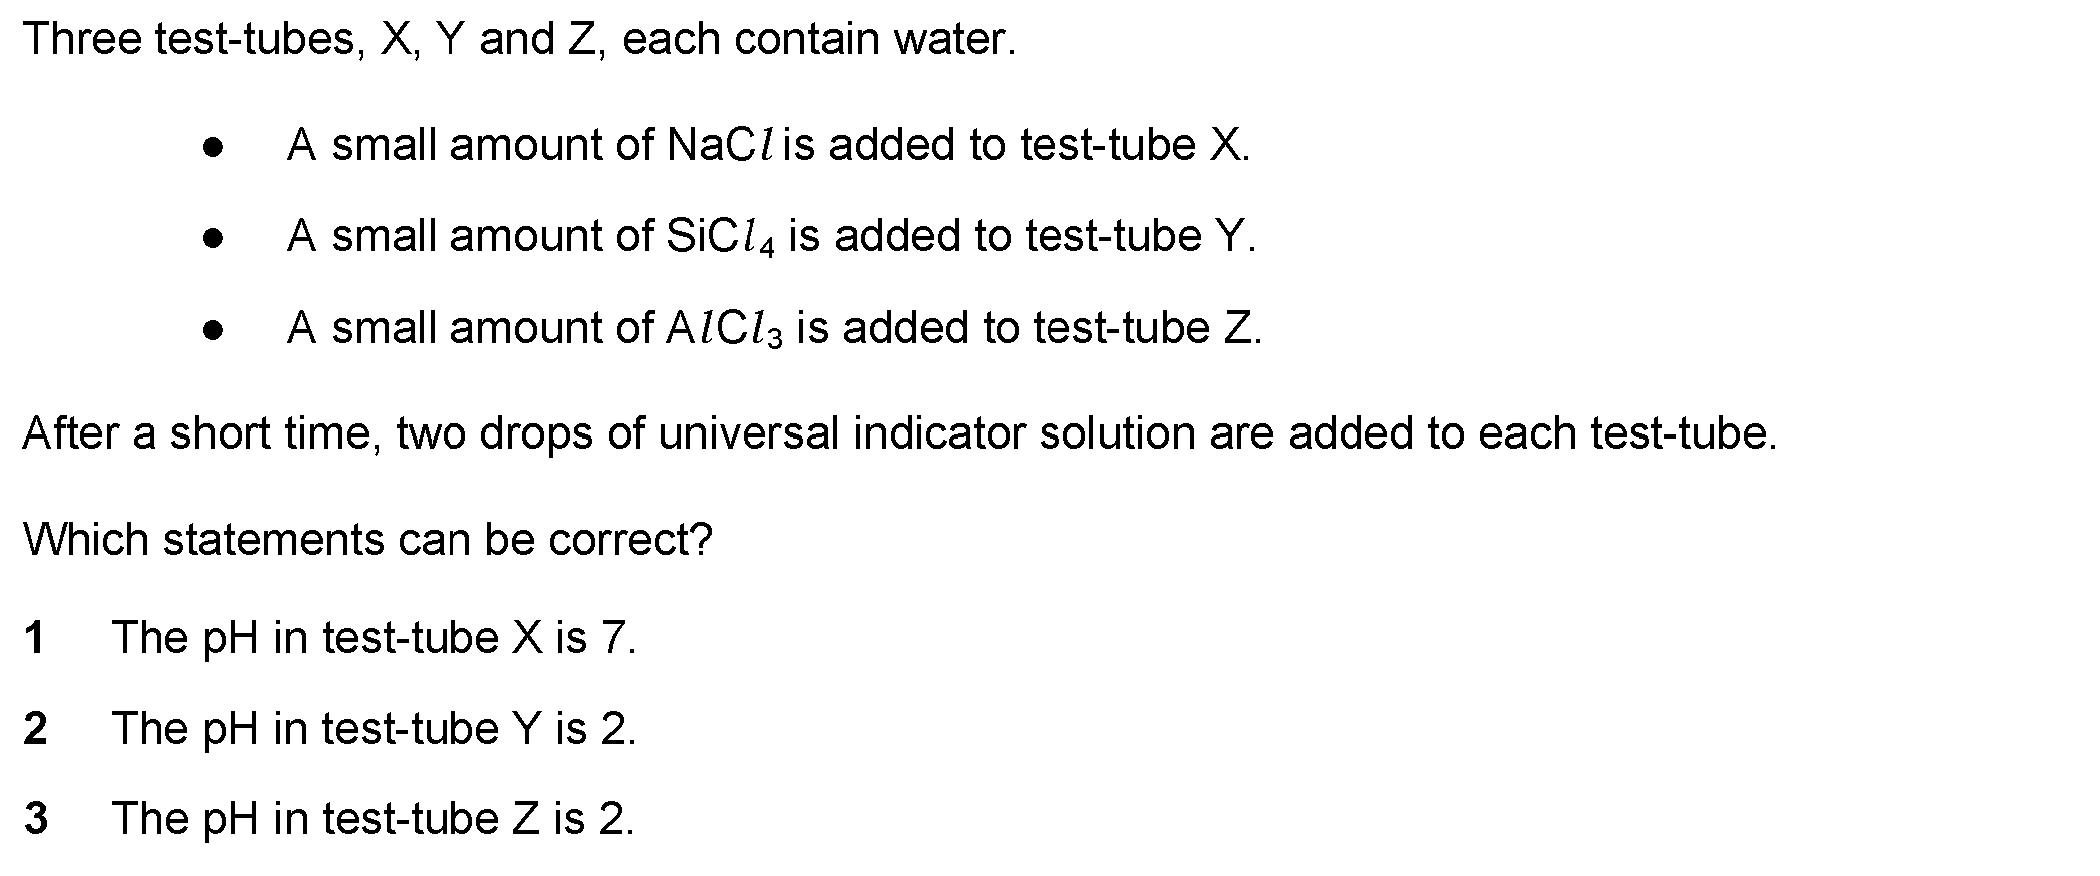 Three test-tubes, X, Y and Z, each contain water.
● A small amount of NaCl is added to test-tube X.
● A small amount of SiCl₄ is added to test-tube Y.
● A small amount of AlCl₃ is added to test-tube Z.
After a short time, two drops of universal indicator solution are added to each test-tube.
Which statements can be correct?
1 The pH in test-tube X is 7.
2 The pH in test-tube Y is 2.
3 The pH in test-tube Z is 2.